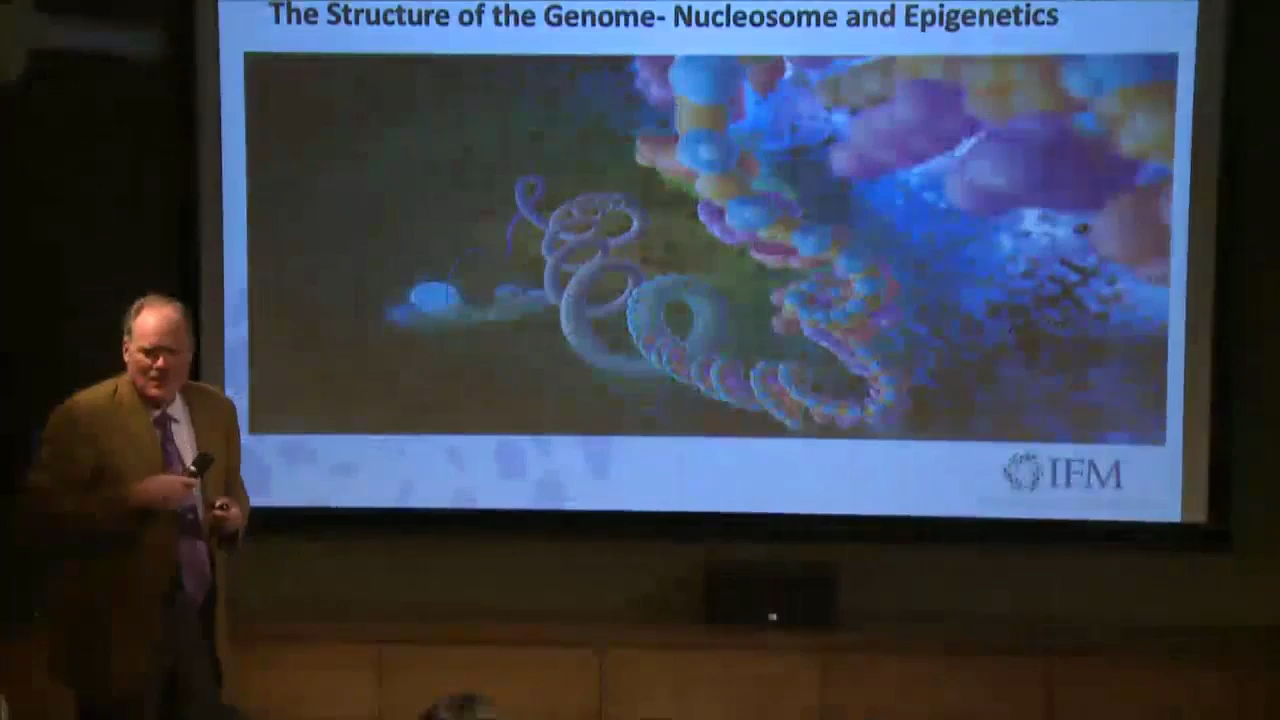 The Structure of the Genome- Nucleosome and Epigenetics
IFM